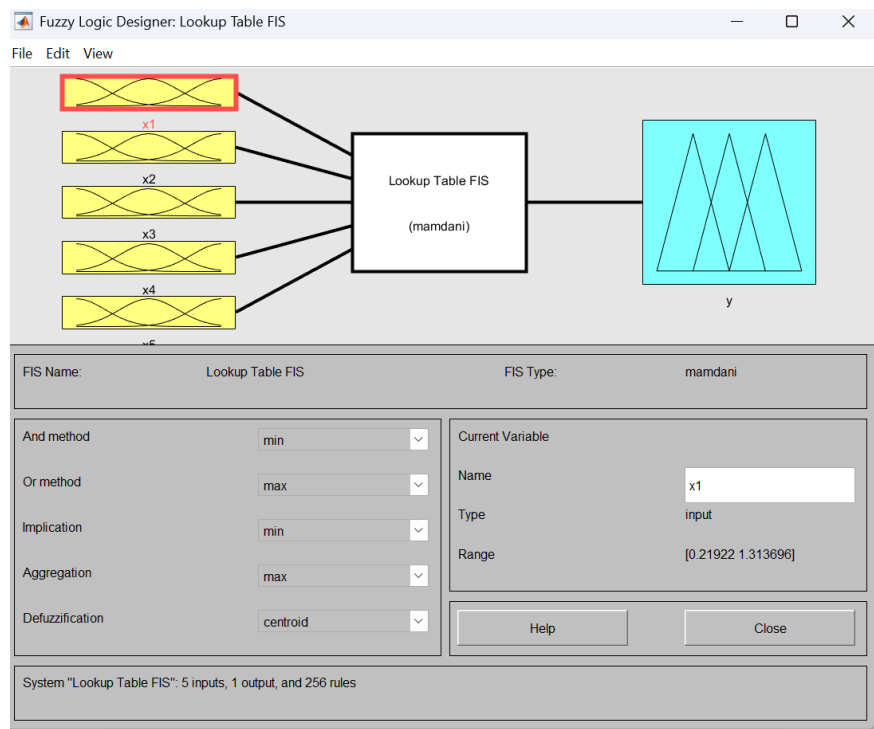 Fuzzy Logic Designer: Lookup Table FIS
File Edit View
x1
x2
x3
x4
x5
Lookup Table FIS
(mamdani)
y
FIS Name: Lookup Table FIS FIS Type: mamdani
And method min
Or method max
Implication min
Aggregation max
Defuzzification centroid
Current Variable
Name x1
Type input
Range [0.21922 1.313696]
Help Close
System "Lookup Table FIS": 5 inputs, 1 output, and 256 rules